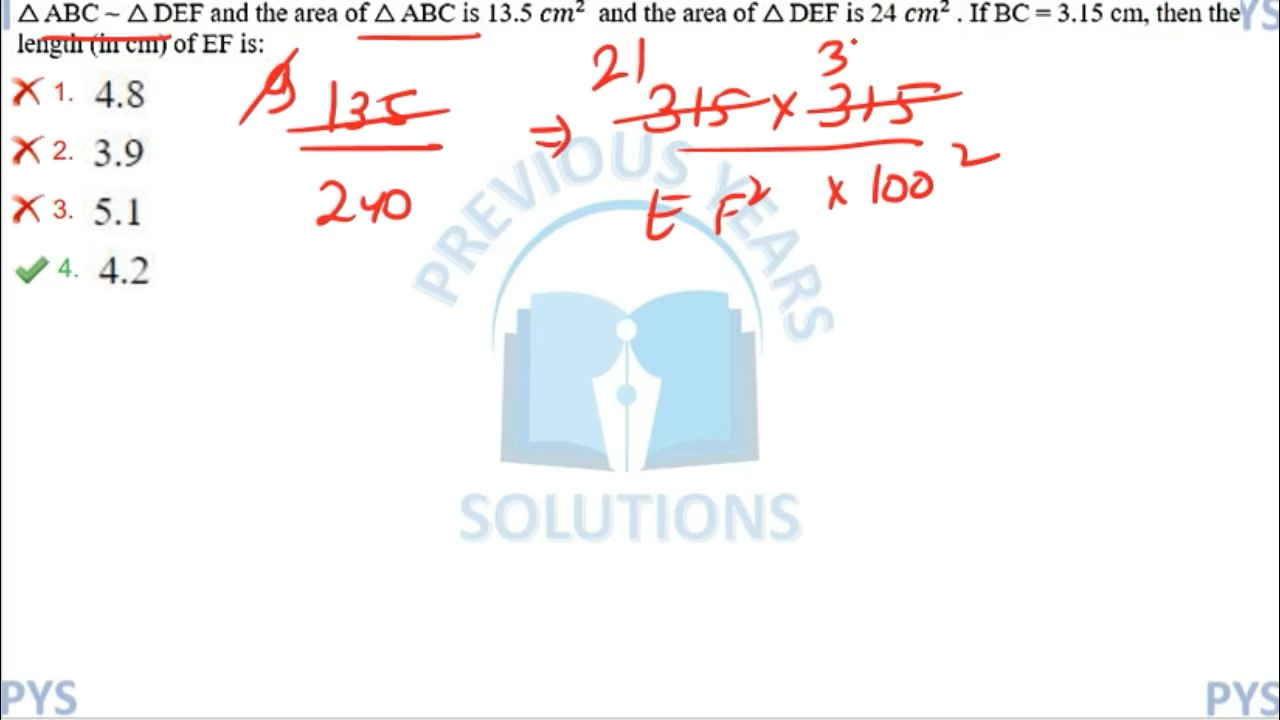 △ ABC ~ △ DEF and the area of △ ABC is 13.5 cm² and the area of △ DEF is 24 cm² . If BC = 3.15 cm, then the
length (in cm) of EF is:
1. 4.8
2. 3.9
3. 5.1
4. 4.2
9 135
240
⇒
21 3
315 × 315
EF² × 100²
PREVIOUS YEARS
SOLUTIONS
YS
PYS
PYS